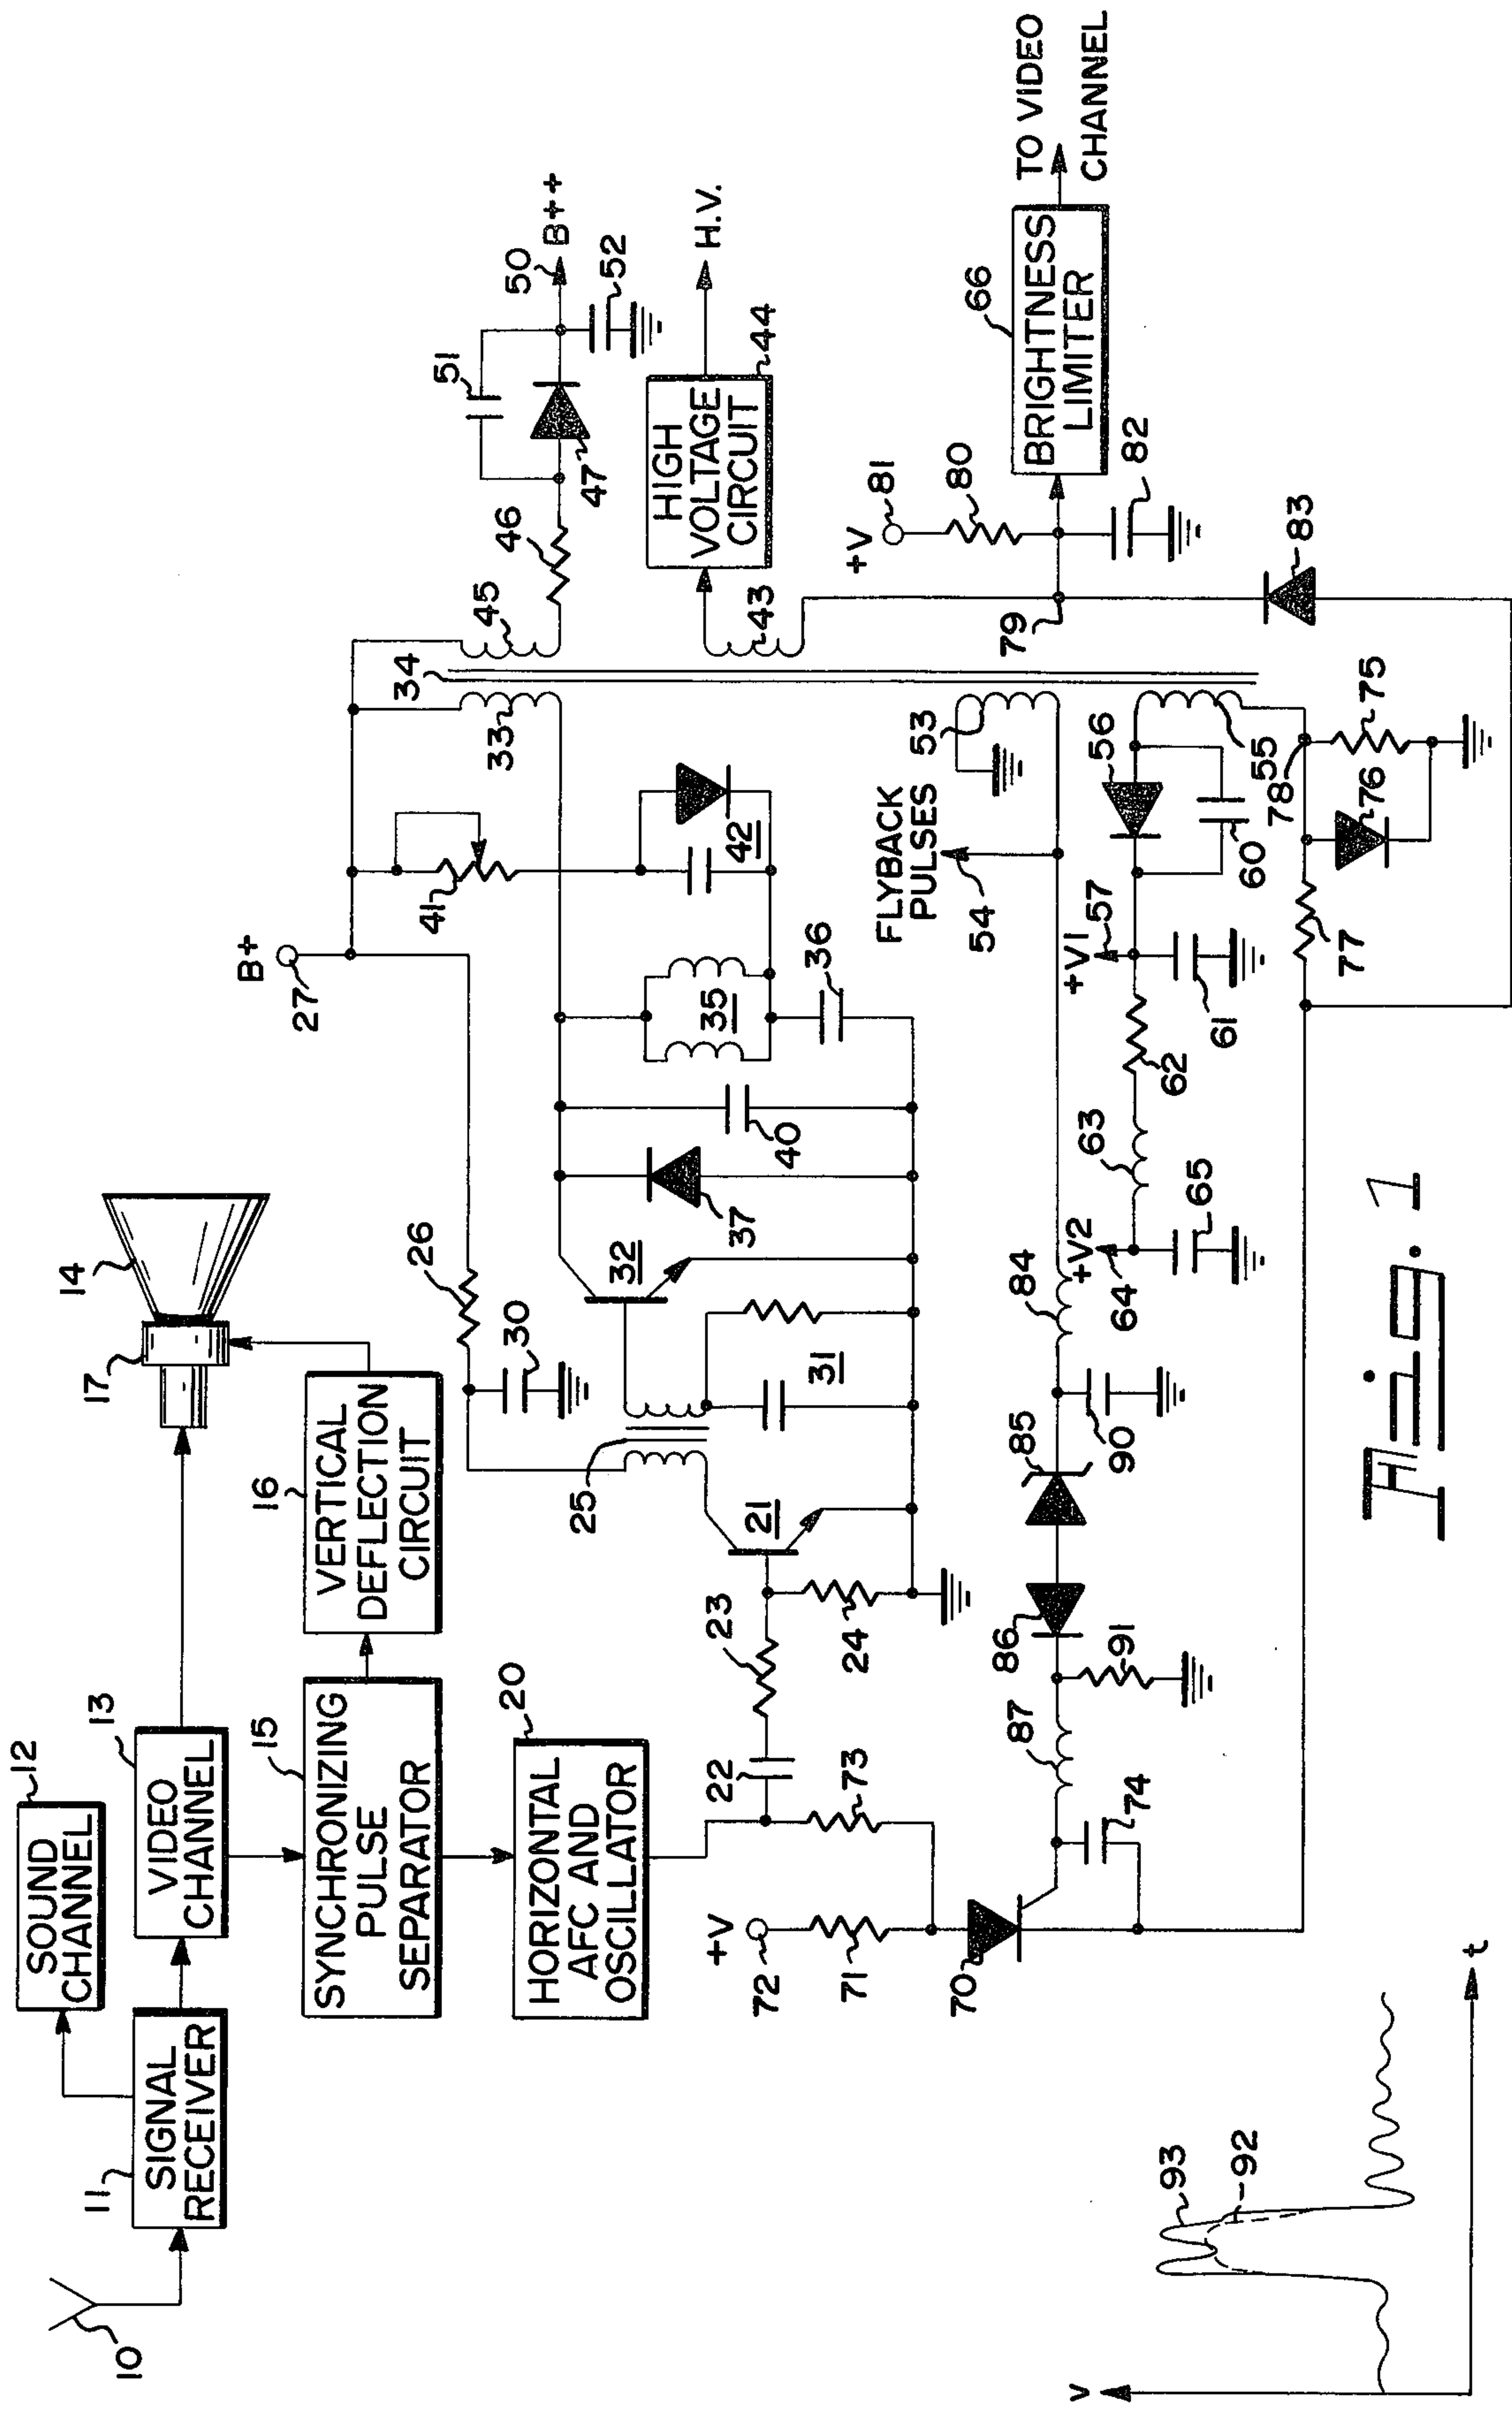 10
11
SIGNAL
RECEIVER
12
SOUND
CHANNEL
13
VIDEO
CHANNEL
14
17
15
SYNCHRONIZING
PULSE
SEPARATOR
16
VERTICAL
DEFLECTION
CIRCUIT
20
HORIZONTAL
AFC AND
OSCILLATOR
22
23
24
21
25
26
30
31
32
37
40
35
36
B+
27
41
42
33
34
45
46
47
51
50
B++
52
43
HIGH
VOLTAGE
CIRCUIT
44
H.V.
+V
72
71
73
70
74
87
86
91
85
90
84
53
FLYBACK
PULSES
54
+V2
64
65
63
62
+V1
57
61
56
60
55
78
76
75
77
79
+V
81
80
82
83
66
BRIGHTNESS
LIMITER
TO VIDEO
CHANNEL
V
93
92
t
Fig. 1